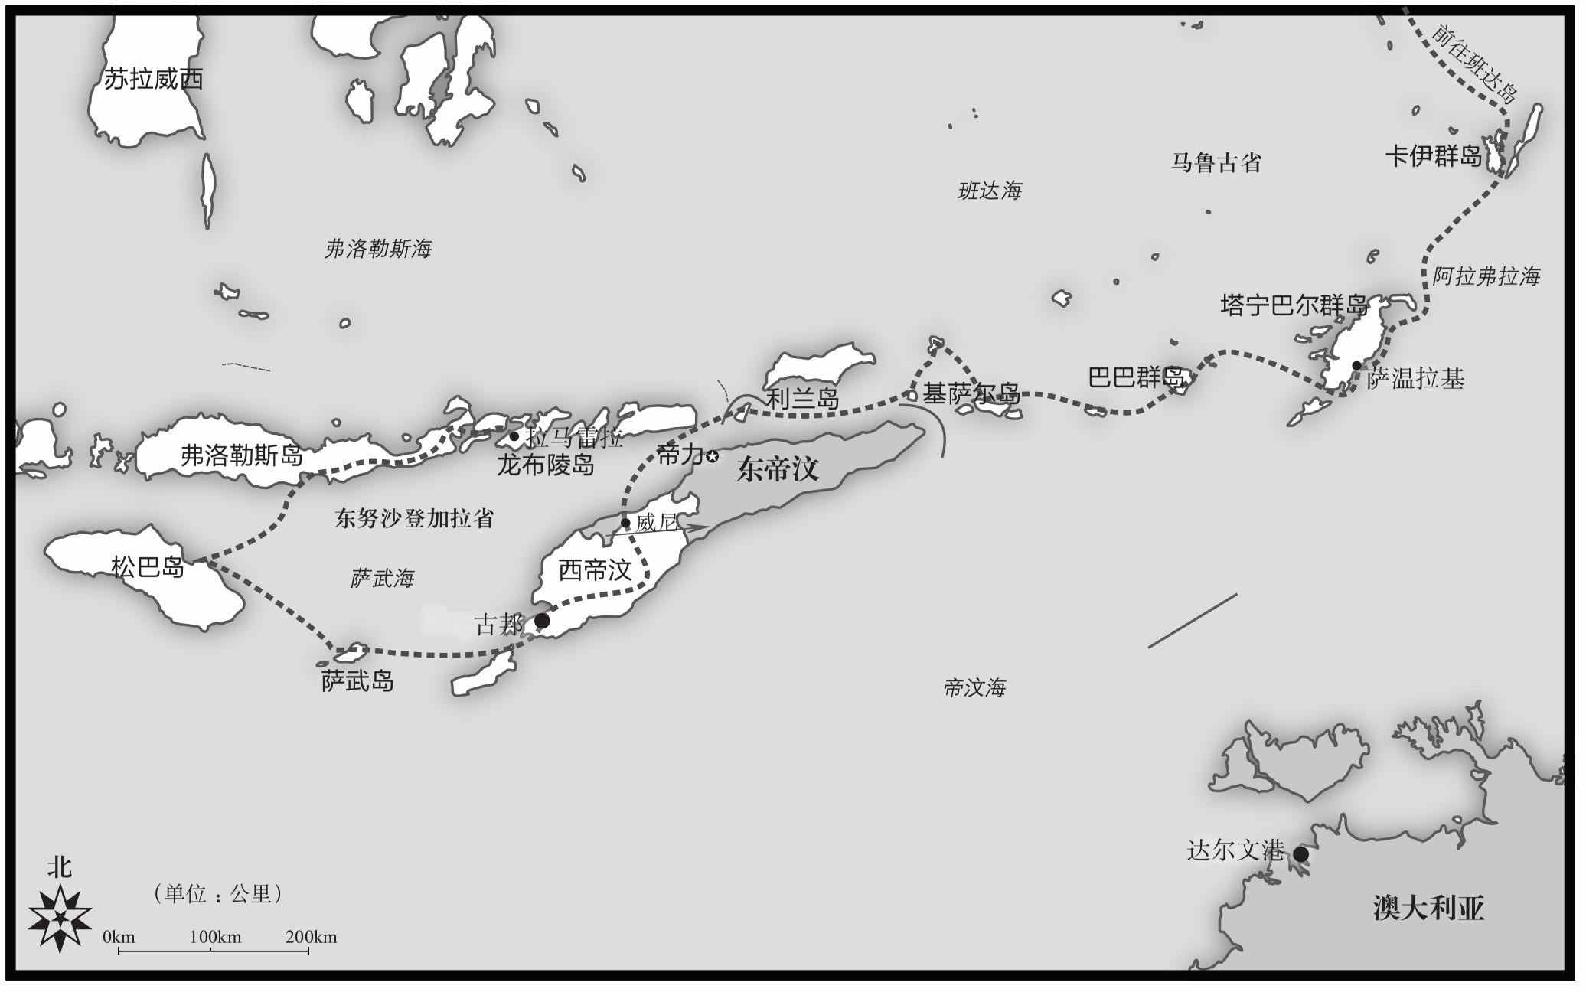 前往班达岛
苏拉威西
卡伊群岛
马鲁古省
班达海
弗洛勒斯海
阿拉弗拉海
塔宁巴尔群岛
萨温拉基
巴巴群岛
基萨尔岛
利兰岛
拉马雷拉
龙布陵岛
弗洛勒斯岛
帝力
东帝汶
东努沙登加拉省
威尼
松巴岛
萨武海
西帝汶
古邦
萨武岛
帝汶海
达尔文港
澳大利亚
北
（单位：公里）
0km 100km 200km